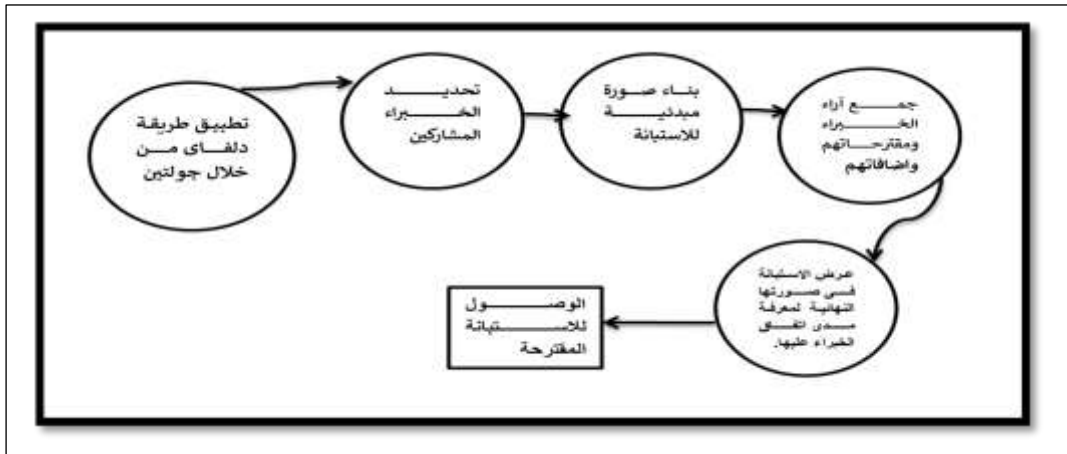 تطبيق طريقة
دلفاى من
خلال جولتين
تحديد
الخبراء
المشاركين
بناء صورة
مبدئية
للاستبانة
جمع آراء
الخبراء
ومقترحاتهم
واضافاتهم
عرض الاستبانة
فى صورتها
النهائية لمعرفة
مدى اتفاق
الخبراء عليها.
الوصول
للاستبانة
المقترحة